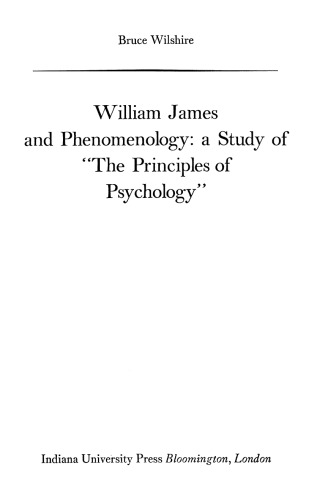 Bruce Wilshire
William James
and Phenomenology: a Study of
“The Principles of
Psychology”
Indiana University Press Bloomington, London